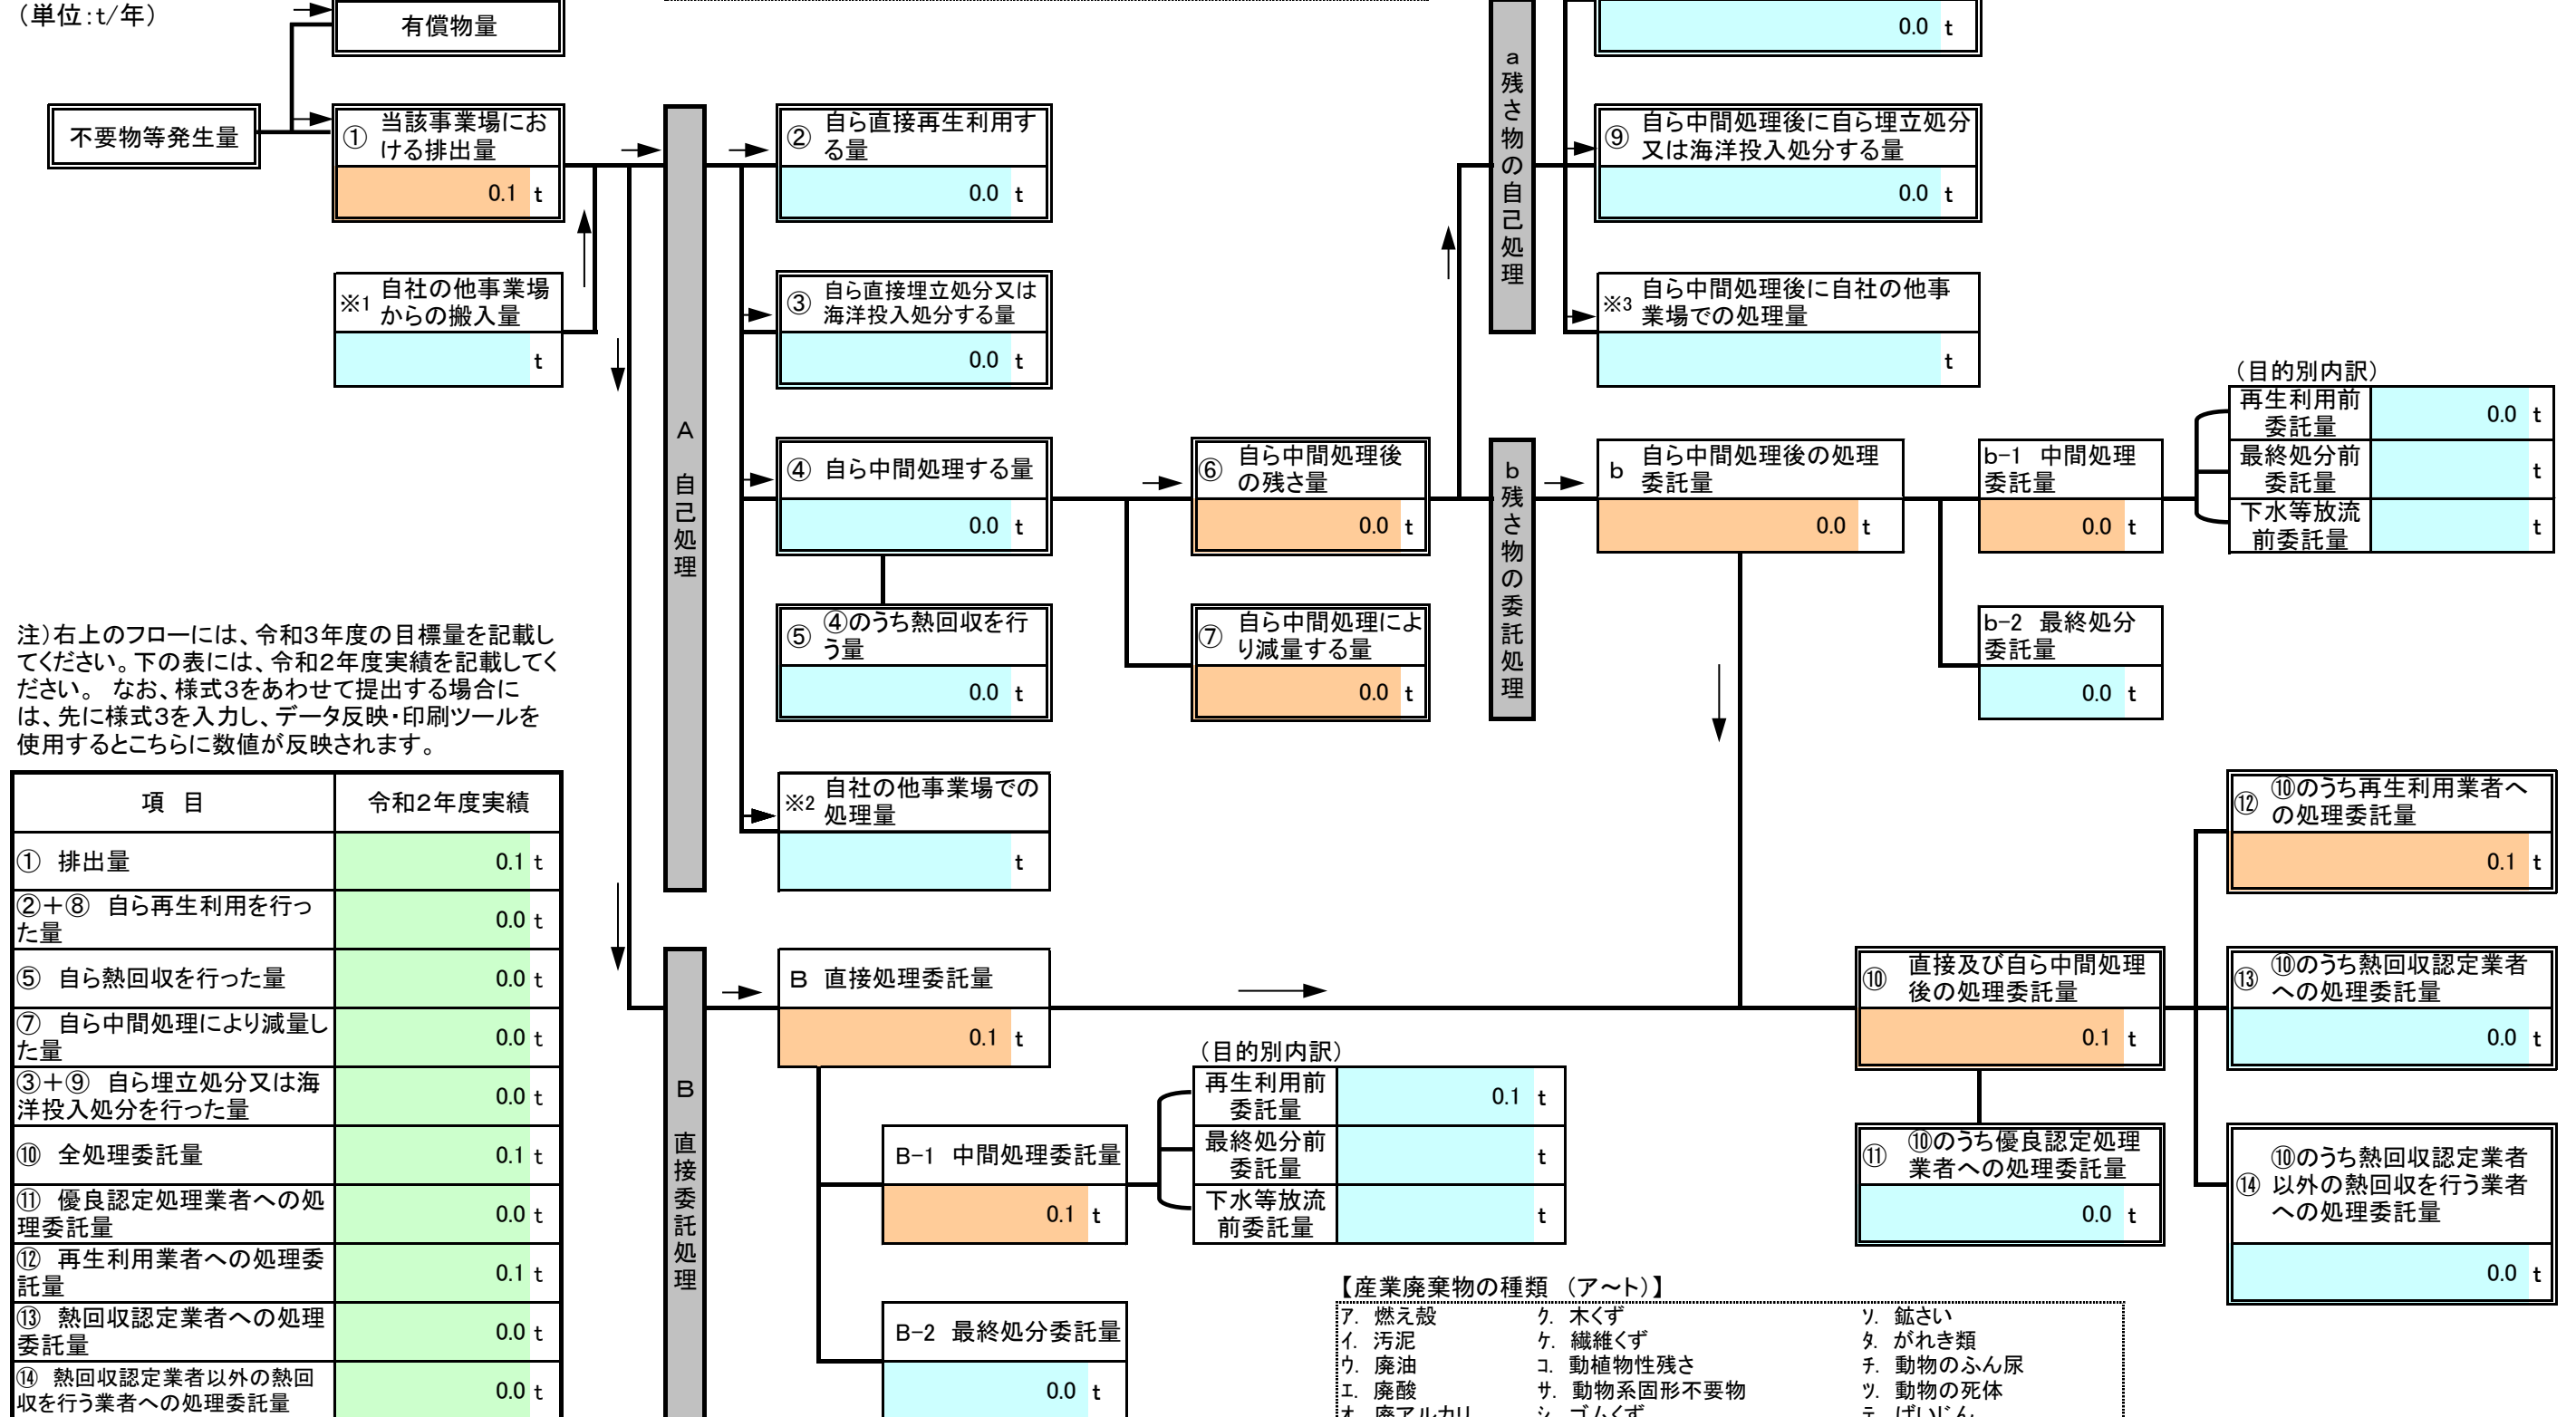 （単位：t/年）
有償物量
0.0 t
不要物等発生量
① 当該事業場にお
ける排出量
0.1 t
※1 自社の他事業場
からの搬入量
t
A 自己処理
② 自ら直接再生利用す
る量
0.0 t
③ 自ら直接埋立処分又は
海洋投入処分する量
0.0 t
④ 自ら中間処理する量
0.0 t
⑤ ④のうち熱回収を行
う量
0.0 t
※2 自社の他事業場での
処理量
t
⑥ 自ら中間処理後
の残さ量
0.0 t
⑦ 自ら中間処理によ
り減量する量
0.0 t
a 残さ物の自己処理
⑨ 自ら中間処理後に自ら埋立処分
又は海洋投入処分する量
0.0 t
※3 自ら中間処理後に自社の他事
業場での処理量
t
b 残さ物の委託処理
b 自ら中間処理後の処理
委託量
0.0 t
b-1 中間処理
委託量
0.0 t
b-2 最終処分
委託量
0.0 t
（目的別内訳）
再生利用前
委託量
0.0 t
最終処分前
委託量
t
下水等放流
前委託量
t
注）右上のフローには、令和3年度の目標量を記載し
てください。下の表には、令和2年度実績を記載してく
ださい。 なお、様式3をあわせて提出する場合に
は、先に様式3を入力し、データ反映・印刷ツールを
使用するとこちらに数値が反映されます。
項 目 令和2年度実績
① 排出量 0.1 t
②＋⑧ 自ら再生利用を行っ
た量 0.0 t
⑤ 自ら熱回収を行った量 0.0 t
⑦ 自ら中間処理により減量し
た量 0.0 t
③＋⑨ 自ら埋立処分又は海
洋投入処分を行った量 0.0 t
⑩ 全処理委託量 0.1 t
⑪ 優良認定処理業者への処
理委託量 0.0 t
⑫ 再生利用業者への処理委
託量 0.1 t
⑬ 熱回収認定業者への処理
委託量 0.0 t
⑭ 熱回収認定業者以外の熱回
収を行う業者への処理委託量 0.0 t
B 直接委託処理
B 直接処理委託量
0.1 t
B-1 中間処理委託量
0.1 t
B-2 最終処分委託量
0.0 t
（目的別内訳）
再生利用前
委託量
0.1 t
最終処分前
委託量
t
下水等放流
前委託量
t
⑩ 直接及び自ら中間処理
後の処理委託量
0.1 t
⑪ ⑩のうち優良認定処理
業者への処理委託量
0.0 t
⑫ ⑩のうち再生利用業者へ
の処理委託量
0.1 t
⑬ ⑩のうち熱回収認定業者
への処理委託量
0.0 t
⑭ ⑩のうち熱回収認定業者
以外の熱回収を行う業者
への処理委託量
0.0 t
【産業廃棄物の種類 （ア～ト）】
ア. 燃え殻 ク. 木くず ソ. 鉱さい
イ. 汚泥 ケ. 繊維くず タ. がれき類
ウ. 廃油 コ. 動植物性残さ チ. 動物のふん尿
エ. 廃酸 サ. 動物系固形不要物 ツ. 動物の死体
オ. 廃アルカリ シ. ゴムくず テ. ばいじん